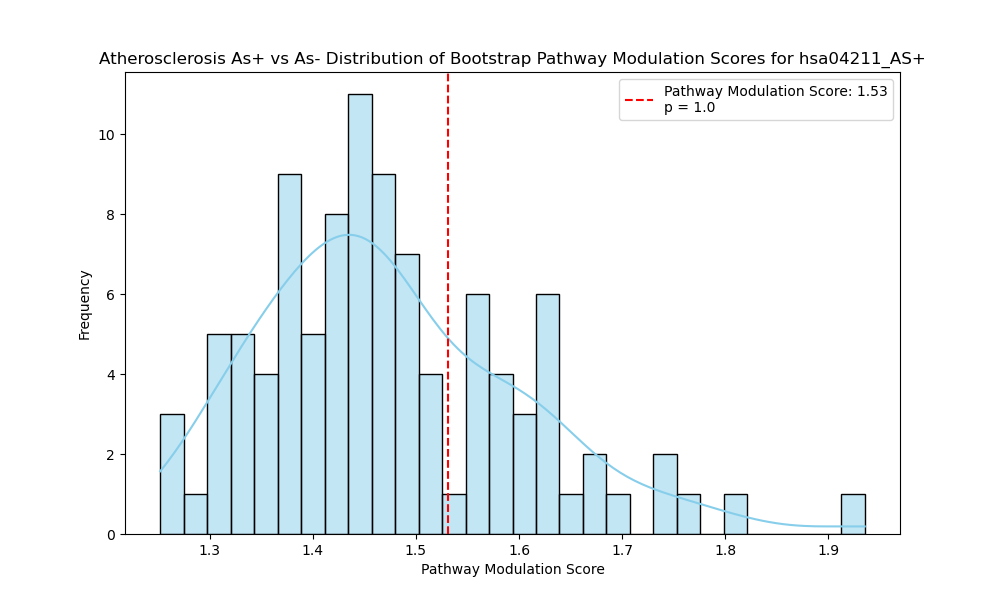 Atherosclerosis As+ vs As- Distribution of Bootstrap Pathway Modulation Scores for hsa04211_AS+
Pathway Modulation Score: 1.53
p = 1.0
Frequency
10
8
6
4
2
0
1.3 1.4 1.5 1.6 1.7 1.8 1.9
Pathway Modulation Score